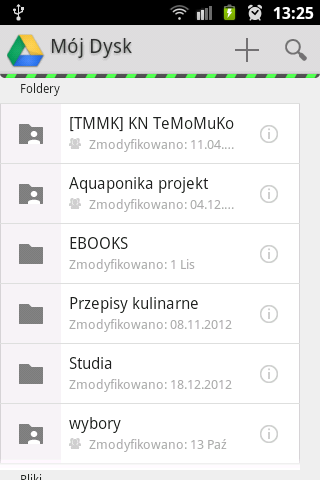 13:25
Mój Dysk
Foldery
[TMMK] KN TeMoMuKo
Zmodyfikowano: 11.04....
Aquaponika projekt
Zmodyfikowano: 04.12....
EBOOKS
Zmodyfikowano: 1 Lis
Przepisy kulinarne
Zmodyfikowano: 08.11.2012
Studia
Zmodyfikowano: 18.12.2012
wybory
Zmodyfikowano: 13 Paź
Pliki